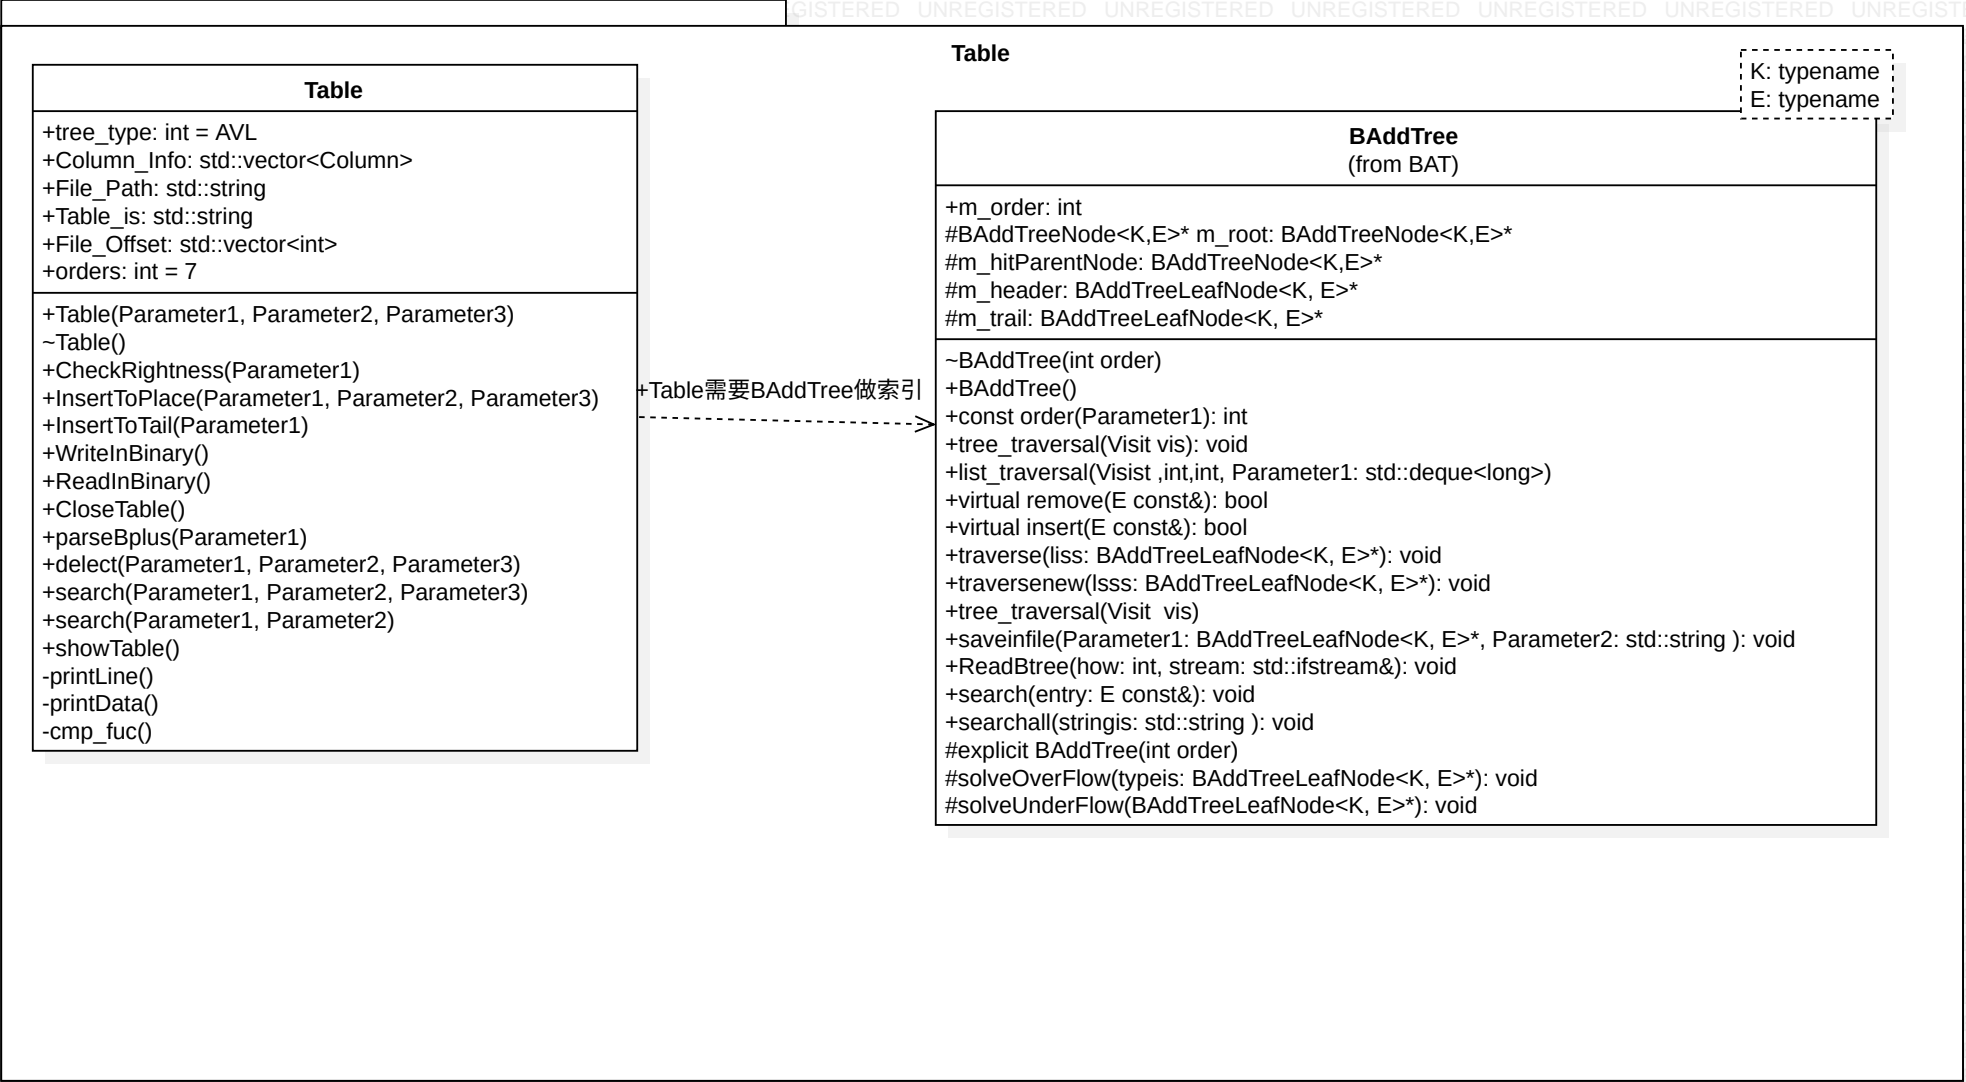 GISTERED UNREGISTERED UNREGISTERED UNREGISTERED UNREGISTERED UNREGISTERED UNREGISTI
Table
Table
+tree_type: int = AVL
+Column_Info: std::vector<Column>
+File_Path: std::string
+Table_is: std::string
+File_Offset: std::vector<int>
+orders: int = 7
+Table(Parameter1, Parameter2, Parameter3)
~Table()
+CheckRightness(Parameter1)
+InsertToPlace(Parameter1, Parameter2, Parameter3)
+InsertToTail(Parameter1)
+WriteInBinary()
+ReadInBinary()
+CloseTable()
+parseBplus(Parameter1)
+delect(Parameter1, Parameter2, Parameter3)
+search(Parameter1, Parameter2, Parameter3)
+search(Parameter1, Parameter2)
+showTable()
-printLine()
-printData()
-cmp_fuc()
+Table需要BAddTree做索引
K: typename
E: typename
BAddTree
(from BAT)
+m_order: int
#BAddTreeNode<K,E>* m_root: BAddTreeNode<K,E>*
#m_hitParentNode: BAddTreeNode<K,E>*
#m_header: BAddTreeLeafNode<K, E>*
#m_trail: BAddTreeLeafNode<K, E>*
~BAddTree(int order)
+BAddTree()
+const order(Parameter1): int
+tree_traversal(Visit vis): void
+list_traversal(Visist ,int,int, Parameter1: std::deque<long>)
+virtual remove(E const&): bool
+virtual insert(E const&): bool
+traverse(liss: BAddTreeLeafNode<K, E>*): void
+traversenew(lsss: BAddTreeLeafNode<K, E>*): void
+tree_traversal(Visit  vis)
+saveinfile(Parameter1: BAddTreeLeafNode<K, E>*, Parameter2: std::string ): void
+ReadBtree(how: int, stream: std::ifstream&): void
+search(entry: E const&): void
+searchall(stringis: std::string ): void
#explicit BAddTree(int order)
#solveOverFlow(typeis: BAddTreeLeafNode<K, E>*): void
#solveUnderFlow(BAddTreeLeafNode<K, E>*): void